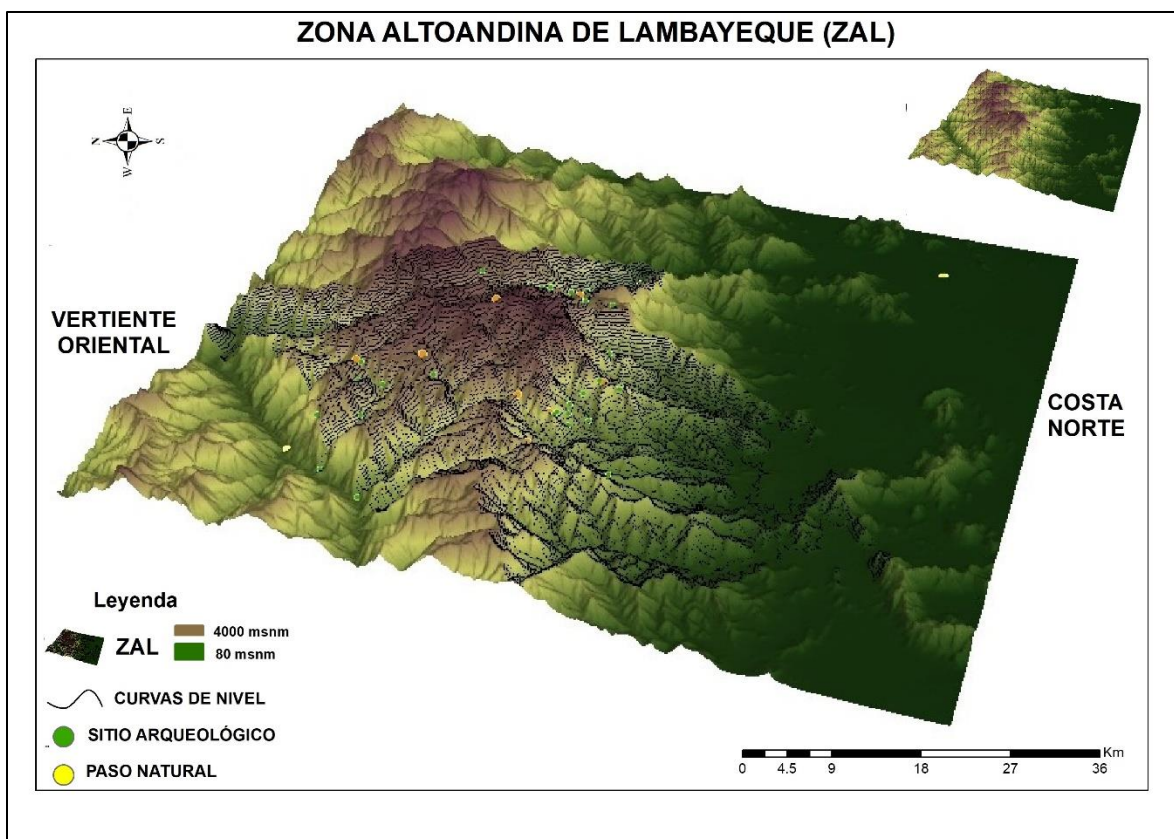 ZONA ALTOANDINA DE LAMBAYEQUE (ZAL)
N E S W
VERTIENTE
ORIENTAL
COSTA
NORTE
Leyenda
ZAL
4000 msnm
80 msnm
CURVAS DE NIVEL
SITIO ARQUEOLÓGICO
PASO NATURAL
Km
0 4.5 9 18 27 36